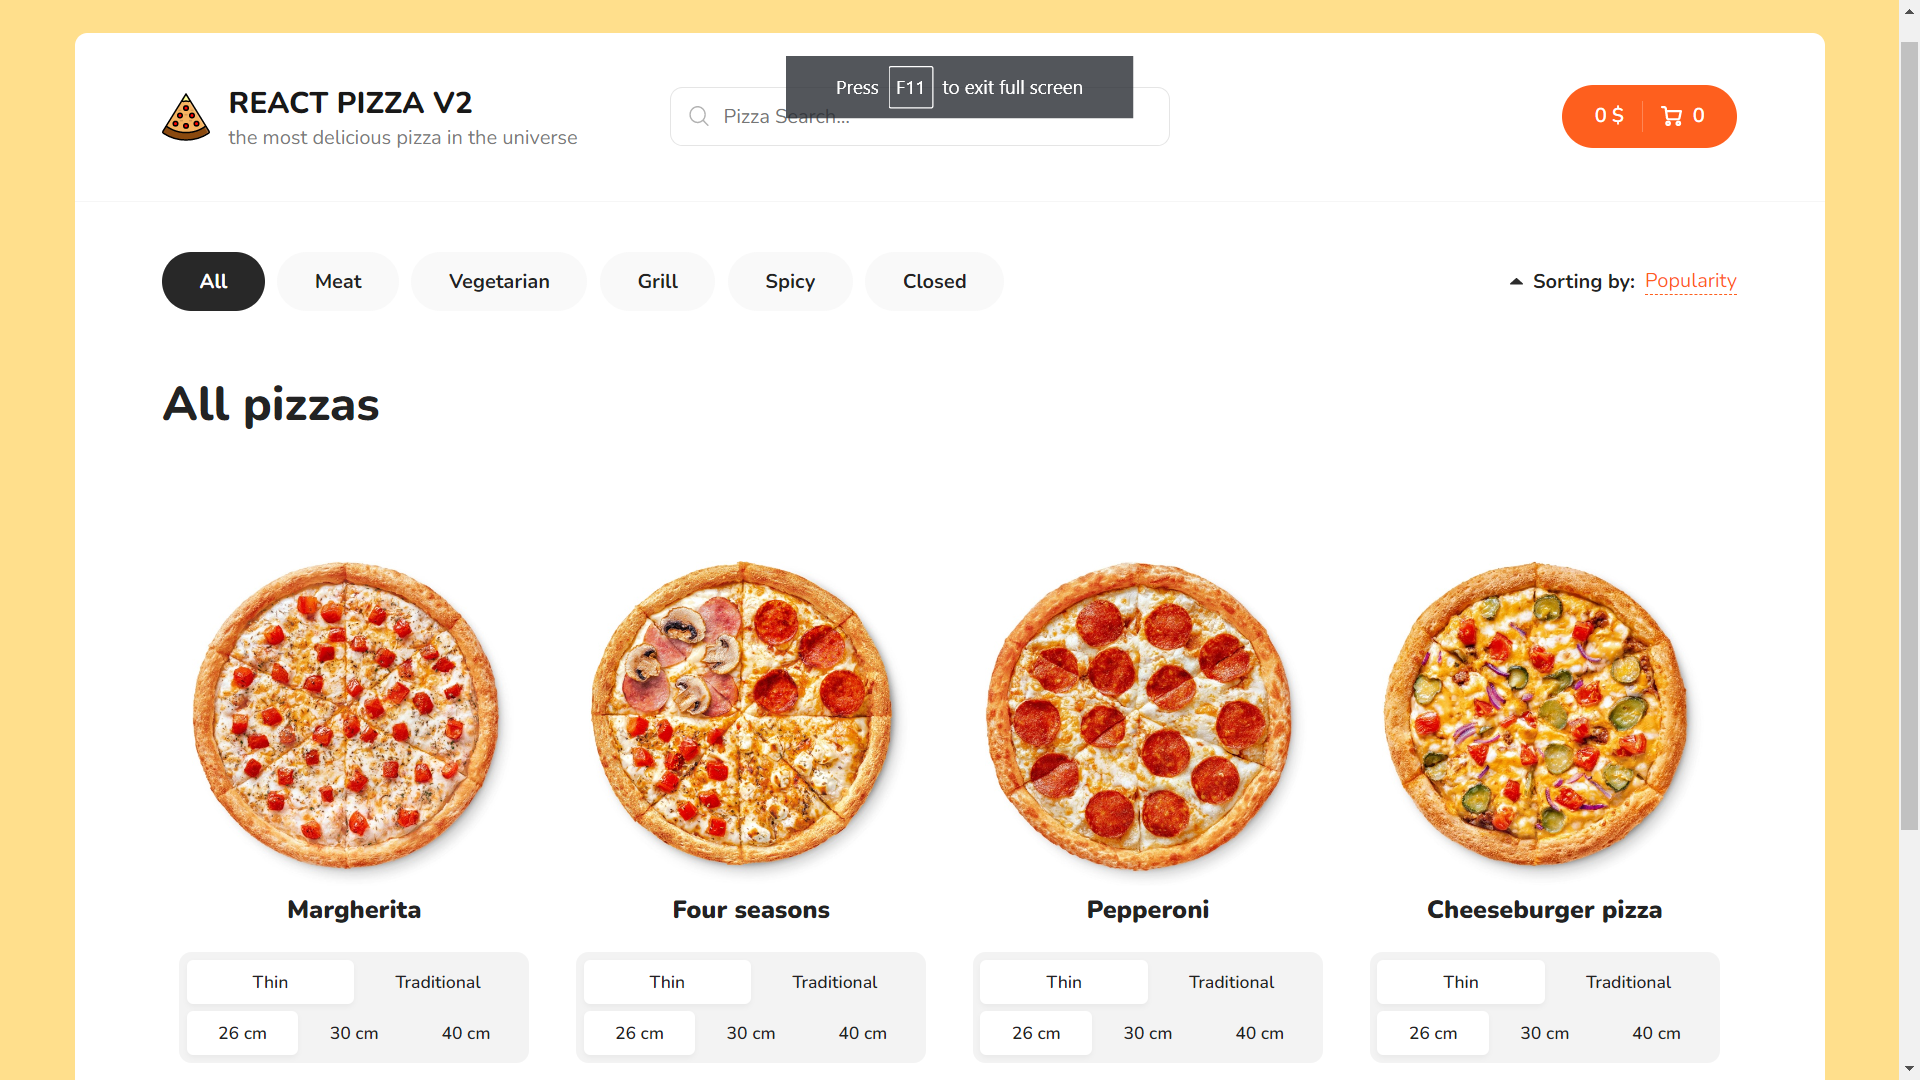 REACT PIZZA V2
the most delicious pizza in the universe
Press F11 to exit full screen
Pizza Search...
0 $ 0
All Meat Vegetarian Grill Spicy Closed
Sorting by: Popularity
All pizzas
Margherita Four seasons Pepperoni Cheeseburger pizza
Thin Traditional Thin Traditional Thin Traditional Thin Traditional
26 cm 30 cm 40 cm 26 cm 30 cm 40 cm 26 cm 30 cm 40 cm 26 cm 30 cm 40 cm